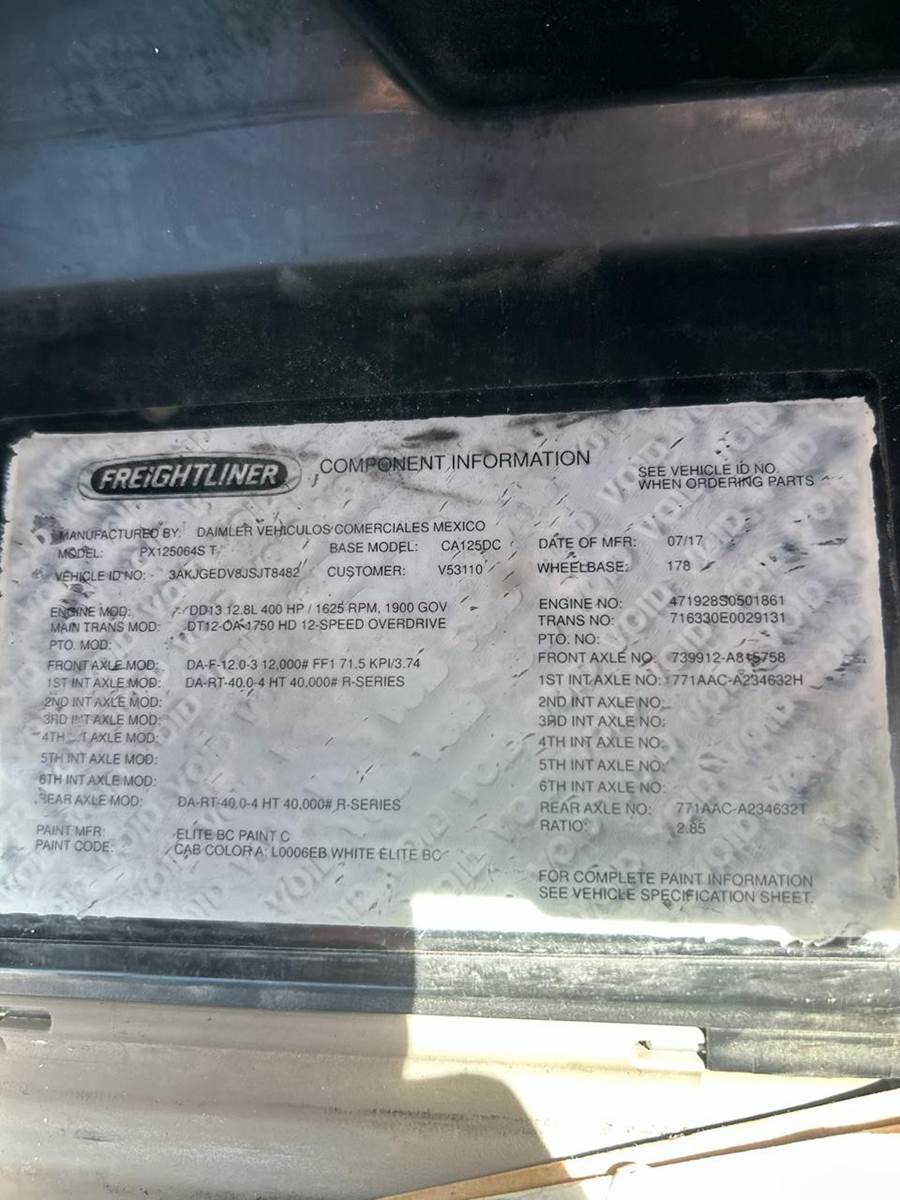 FREIGHTLINER COMPONENT INFORMATION
SEE VEHICLE ID NO.
WHEN ORDERING PARTS
MANUFACTURED BY: DAIMLER VEHICULOS COMERCIALES MEXICO
MODEL: PX125064S T BASE MODEL: CA125DC DATE OF MFR: 07/17
VEHICLE ID NO: 3AKJGEDV8JSJT8482 CUSTOMER: V53110 WHEELBASE: 178
ENGINE MOD: DD13 12.8L 400 HP / 1625 RPM, 1900 GOV ENGINE NO: 471928S0501861
MAIN TRANS MOD: DT12-OA-1750 HD 12-SPEED OVERDRIVE TRANS NO: 716330E0029131
PTO. MOD: PTO. NO:
FRONT AXLE MOD: DA-F-12.0-3 12,000# FF1 71.5 KPI/3.74 FRONT AXLE NO: 739912-A815758
1ST INT AXLE MOD: DA-RT-40.0-4 HT 40,000# R-SERIES 1ST INT AXLE NO: 771AAC-A234632H
2ND INT AXLE MOD: 2ND INT AXLE NO:
3RD INT AXLE MOD: 3RD INT AXLE NO:
4TH INT AXLE MOD: 4TH INT AXLE NO:
5TH INT AXLE MOD: 5TH INT AXLE NO:
6TH INT AXLE MOD: 6TH INT AXLE NO:
REAR AXLE MOD: DA-RT-40.0-4 HT 40,000# R-SERIES REAR AXLE NO: 771AAC-A234632T
RATIO: 2.85
PAINT MFR: ELITE BC PAINT C
PAINT CODE: CAB COLOR A: L0006EB WHITE ELITE BC
FOR COMPLETE PAINT INFORMATION
SEE VEHICLE SPECIFICATION SHEET.